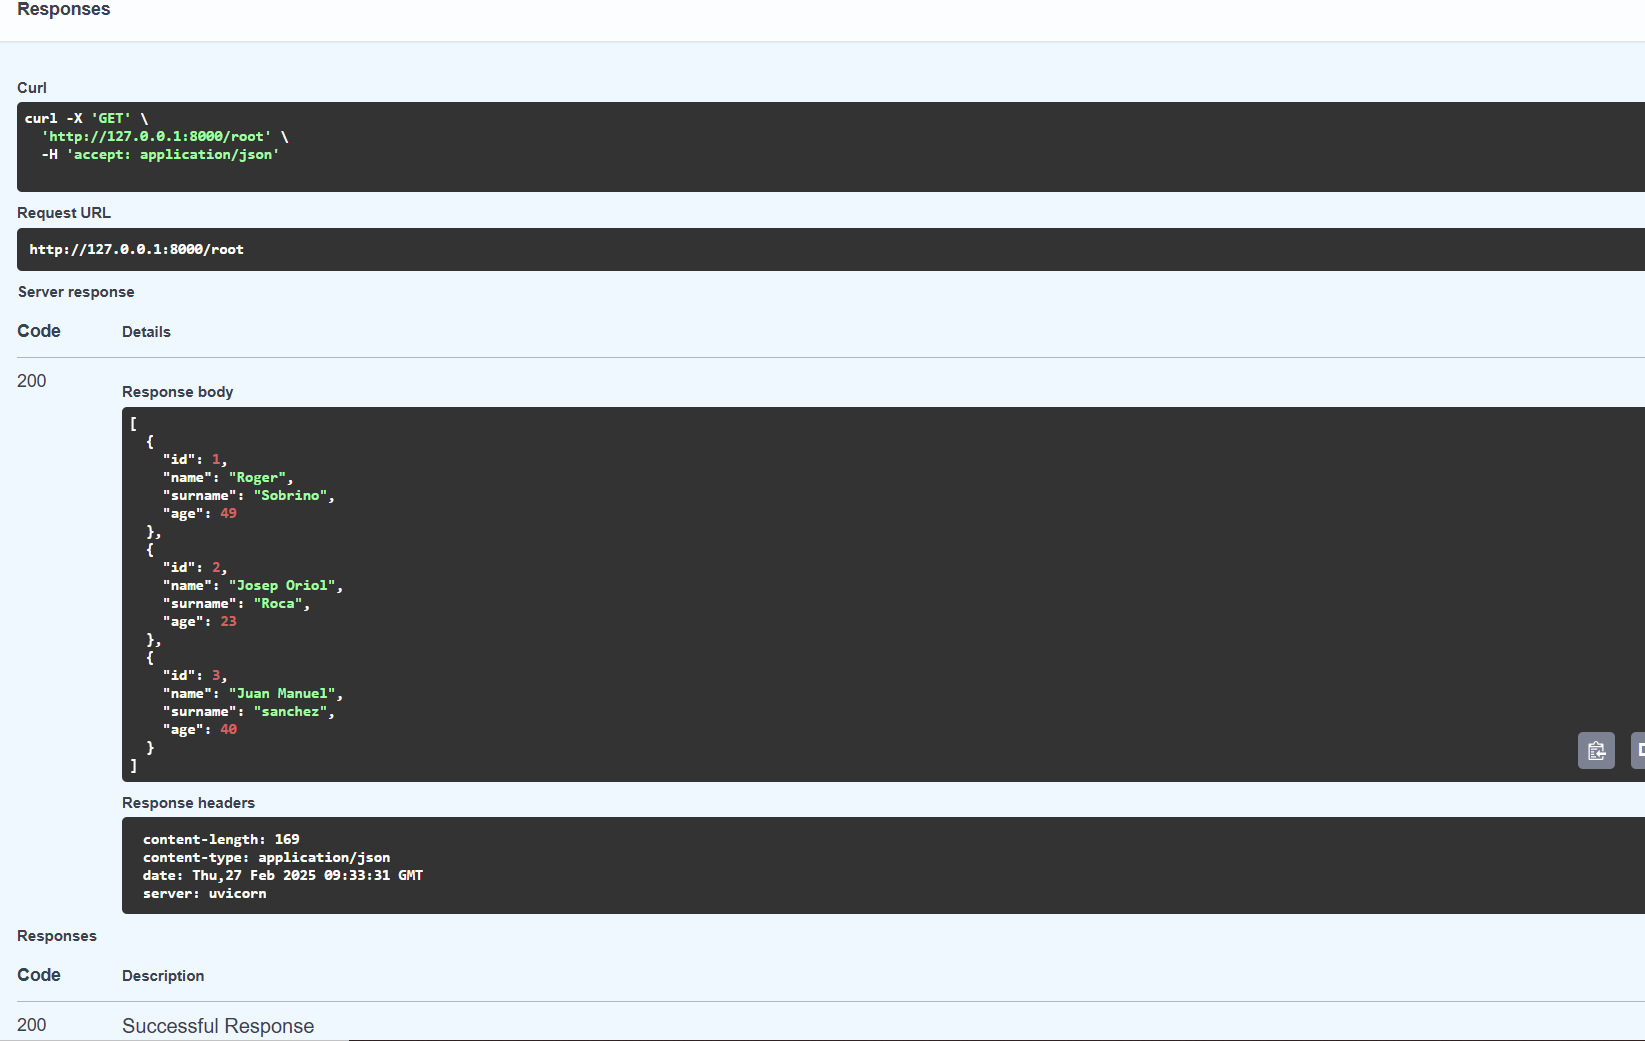 Responses
Curl
curl -X 'GET' \
  'http://127.0.0.1:8000/root' \
  -H 'accept: application/json'
Request URL
http://127.0.0.1:8000/root
Server response
Code Details
200
Response body
[
  {
    "id": 1,
    "name": "Roger",
    "surname": "Sobrino",
    "age": 49
  },
  {
    "id": 2,
    "name": "Josep Oriol",
    "surname": "Roca",
    "age": 23
  },
  {
    "id": 3,
    "name": "Juan Manuel",
    "surname": "sanchez",
    "age": 40
  }
]
Response headers
content-length: 169
content-type: application/json
date: Thu,27 Feb 2025 09:33:31 GMT
server: uvicorn
Responses
Code Description
200 Successful Response